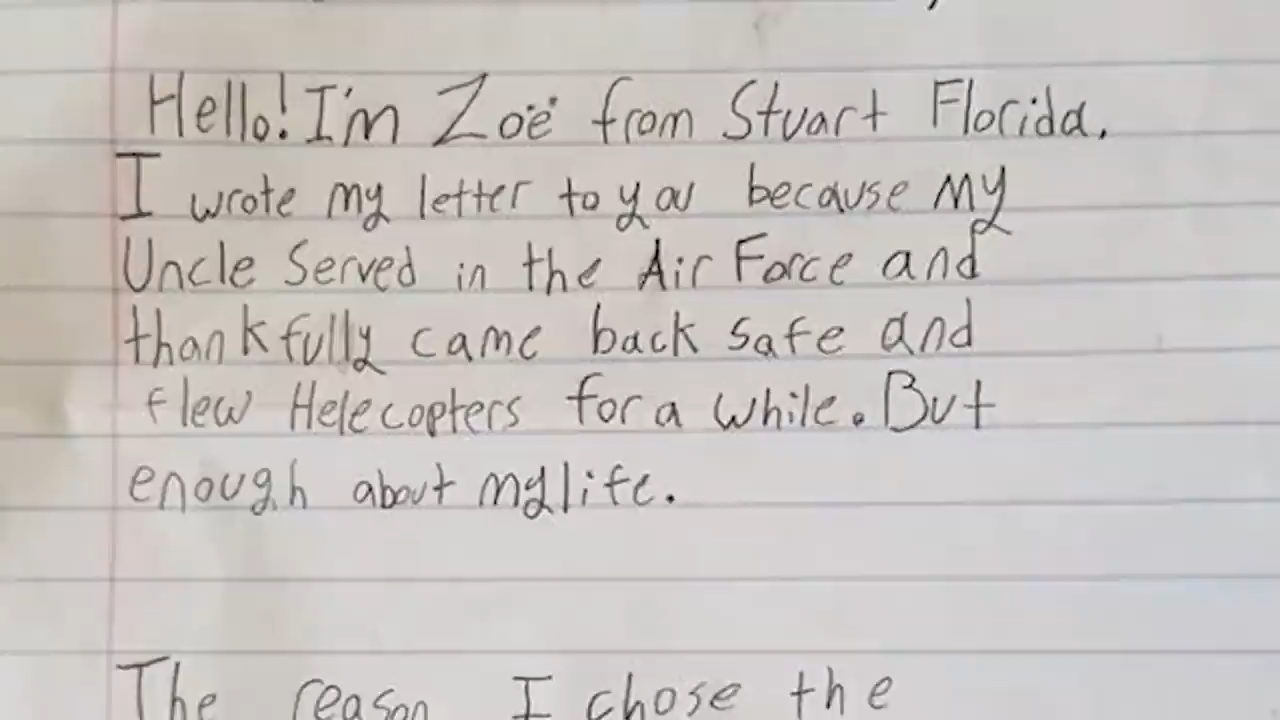 Hello! I'm Zoë from Stuart Florida.
I wrote my letter to you because my
Uncle Served in the Air Force and
thankfully came back safe and
flew Helecopters for a while. But
enough about my life.
The reason I chose the